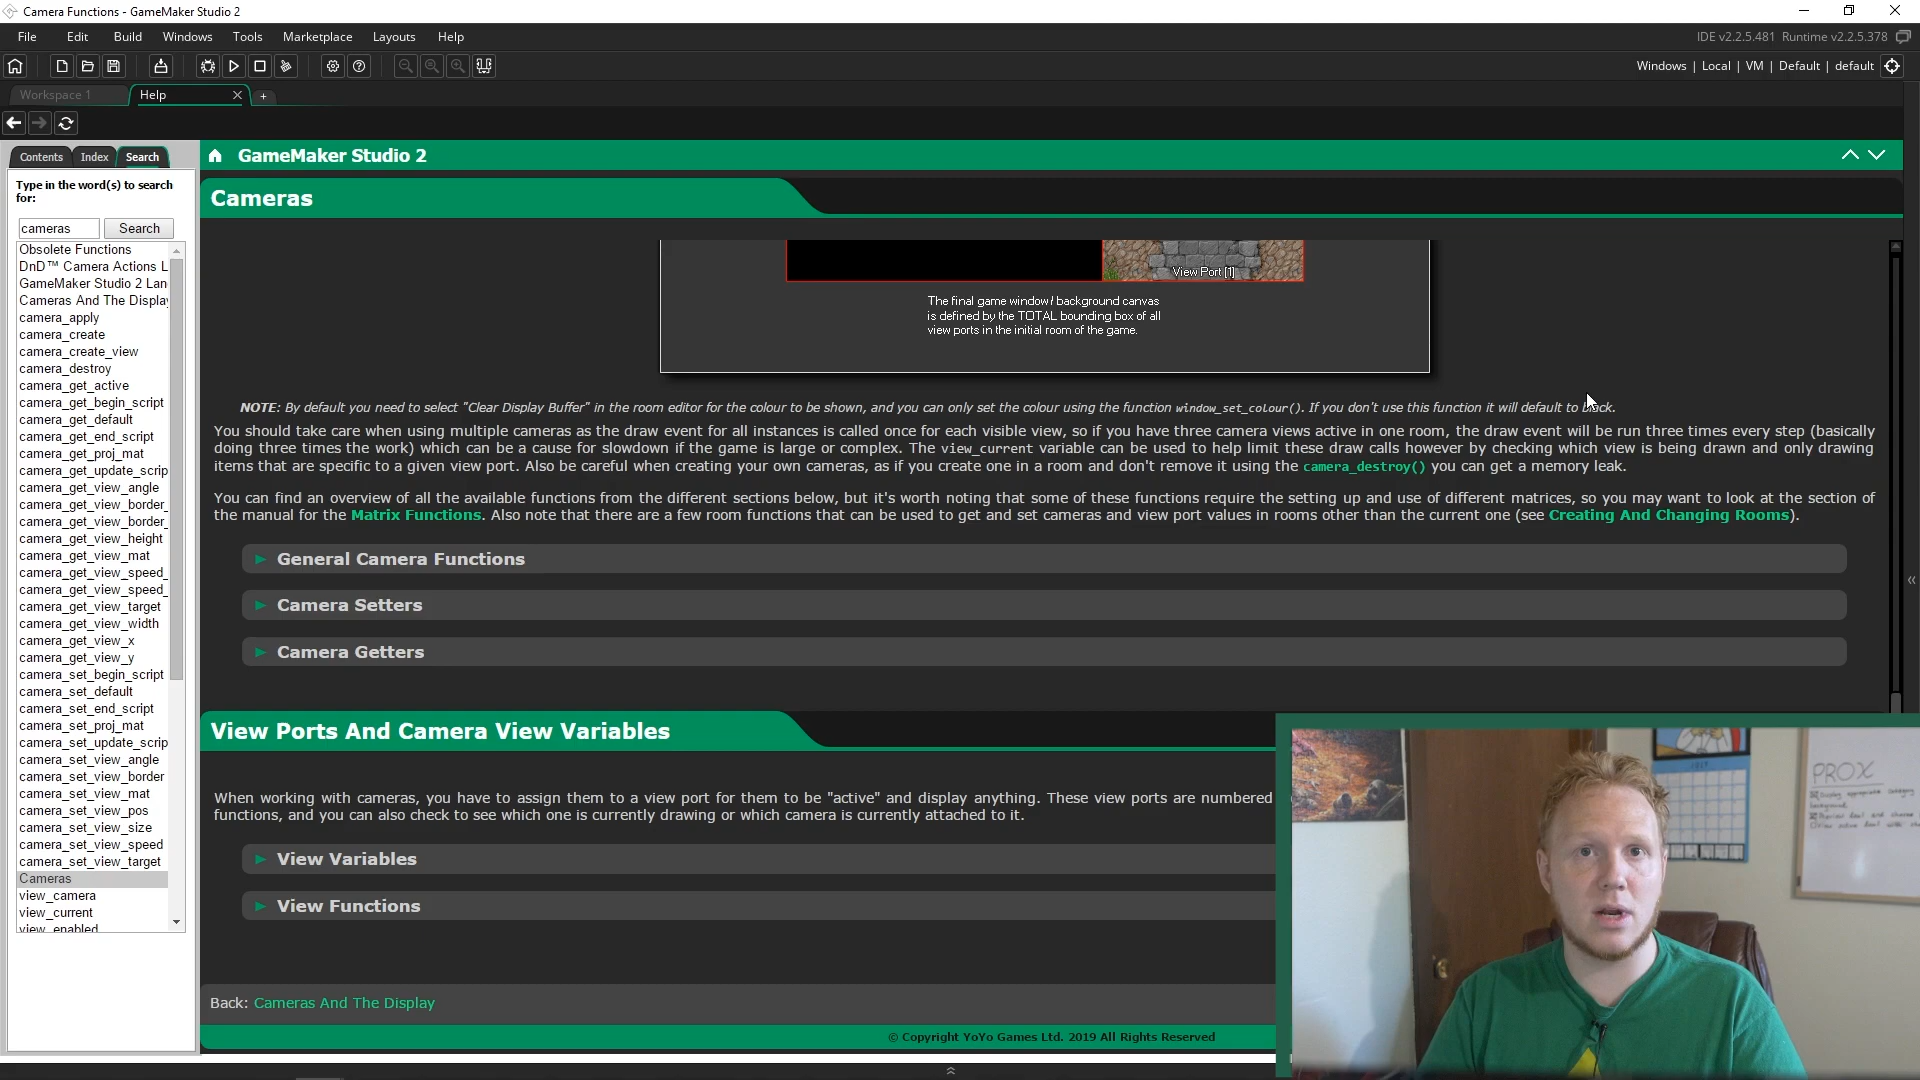 Camera Functions - GameMaker Studio 2
File Edit Build Windows Tools Marketplace Layouts Help
IDE v2.2.5.481 Runtime v2.2.5.378
Windows | Local | VM | Default | default
Workspace 1
Help
Contents Index Search
Type in the word(s) to search
for:
cameras
Search
Obsolete Functions
DnD™ Camera Actions L
GameMaker Studio 2 Lan
Cameras And The Display
camera_apply
camera_create
camera_create_view
camera_destroy
camera_get_active
camera_get_begin_script
camera_get_default
camera_get_end_script
camera_get_proj_mat
camera_get_update_scrip
camera_get_view_angle
camera_get_view_border_
camera_get_view_border_
camera_get_view_height
camera_get_view_mat
camera_get_view_speed_
camera_get_view_speed_
camera_get_view_target
camera_get_view_width
camera_get_view_x
camera_get_view_y
camera_set_begin_script
camera_set_default
camera_set_end_script
camera_set_proj_mat
camera_set_update_scrip
camera_set_view_angle
camera_set_view_border
camera_set_view_mat
camera_set_view_pos
camera_set_view_size
camera_set_view_speed
camera_set_view_target
Cameras
view_camera
view_current
view_enabled
GameMaker Studio 2
Cameras
View Port [1]
The final game window / background canvas
is defined by the TOTAL bounding box of all
view ports in the initial room of the game.
NOTE: By default you need to select "Clear Display Buffer" in the room editor for the colour to be shown, and you can only set the colour using the function window_set_colour(). If you don't use this function it will default to black.
You should take care when using multiple cameras as the draw event for all instances is called once for each visible view, so if you have three camera views active in one room, the draw event will be run three times every step (basically
doing three times the work) which can be a cause for slowdown if the game is large or complex. The view_current variable can be used to help limit these draw calls however by checking which view is being drawn and only drawing
items that are specific to a given view port. Also be careful when creating your own cameras, as if you create one in a room and don't remove it using the camera_destroy() you can get a memory leak.
You can find an overview of all the available functions from the different sections below, but it's worth noting that some of these functions require the setting up and use of different matrices, so you may want to look at the section of
the manual for the Matrix Functions. Also note that there are a few room functions that can be used to get and set cameras and view port values in rooms other than the current one (see Creating And Changing Rooms).
General Camera Functions
Camera Setters
Camera Getters
View Ports And Camera View Variables
When working with cameras, you have to assign them to a view port for them to be "active" and display anything. These view ports are numbered
functions, and you can also check to see which one is currently drawing or which camera is currently attached to it.
View Variables
View Functions
Back: Cameras And The Display
© Copyright YoYo Games Ltd. 2019 All Rights Reserved
PROX